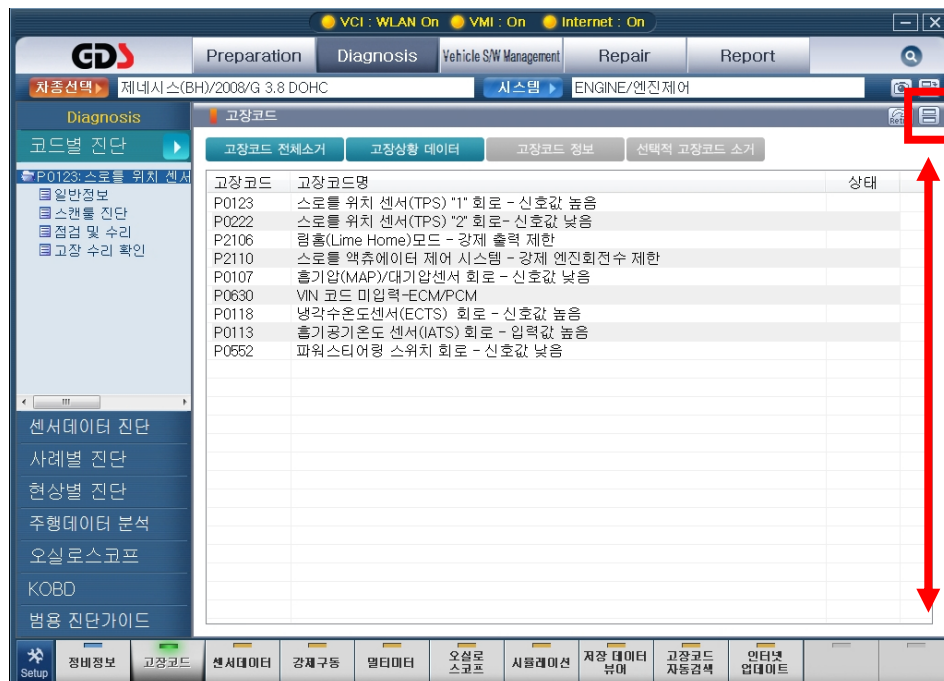 VCI : WLAN On VMI : On Internet : On
GDS Preparation Diagnosis Vehicle S/W Management Repair Report
차종선택 제네시스(BH)/2008/G 3.8 DOHC 시스템 ENGINE/엔진제어
Diagnosis 고장코드
코드별 진단 고장코드 전체소거 고장상황 데이터 고장코드 정보 선택적 고장코드 소거
P0123:스로틀 위치 센서
일반정보
스캔툴 진단
점검 및 수리
고장 수리 확인
고장코드 고장코드명 상태
P0123 스로틀 위치 센서(TPS) "1" 회로 - 신호값 높음
P0222 스로틀 위치 센서(TPS) "2" 회로- 신호값 낮음
P2106 림홈(Lime Home)모드 - 강제 출력 제한
P2110 스로틀 액츄에이터 제어 시스템 - 강제 엔진회전수 제한
P0107 흡기압(MAP)/대기압센서 회로 - 신호값 낮음
P0630 VIN 코드 미입력-ECM/PCM
P0118 냉각수온도센서(ECTS) 회로 - 신호값 높음
P0113 흡기공기온도 센서(IATS) 회로 - 입력값 높음
P0552 파워스티어링 스위치 회로 - 신호값 낮음
센서데이터 진단
사례별 진단
현상별 진단
주행데이터 분석
오실로스코프
KOBD
범용 진단가이드
Setup 정비정보 고장코드 센서데이터 강제구동 멀티미터 오실로스코프 시뮬레이션 저장 데이터 뷰어 고장코드 자동검색 인터넷 업데이트